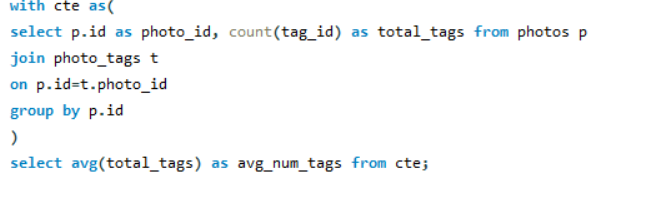 with cte as(
select p.id as photo_id, count(tag_id) as total_tags from photos p
join photo_tags t
on p.id=t.photo_id
group by p.id
)
select avg(total_tags) as avg_num_tags from cte;